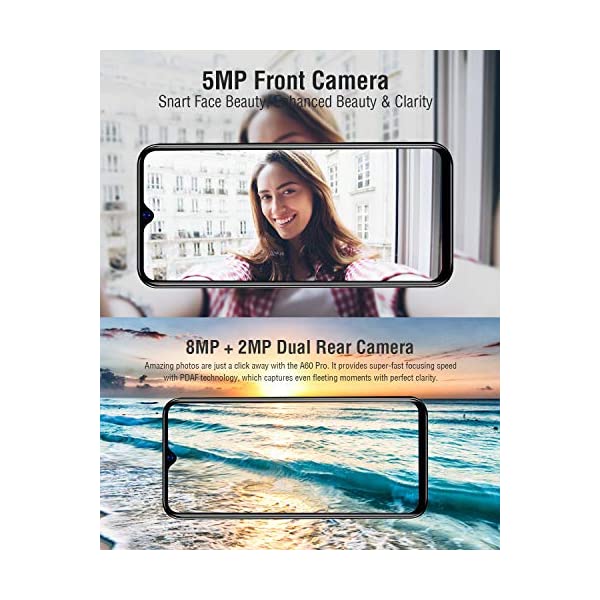 5MP Front Camera
Snart Face Beauty, Enhanced Beauty & Clarity
8MP + 2MP Dual Rear Camera
Amazing photos are just a click away with the A60 Pro. It provides super-fast focusing speed
with PDAF technology, which captures even fleeting moments with perfect clarity.